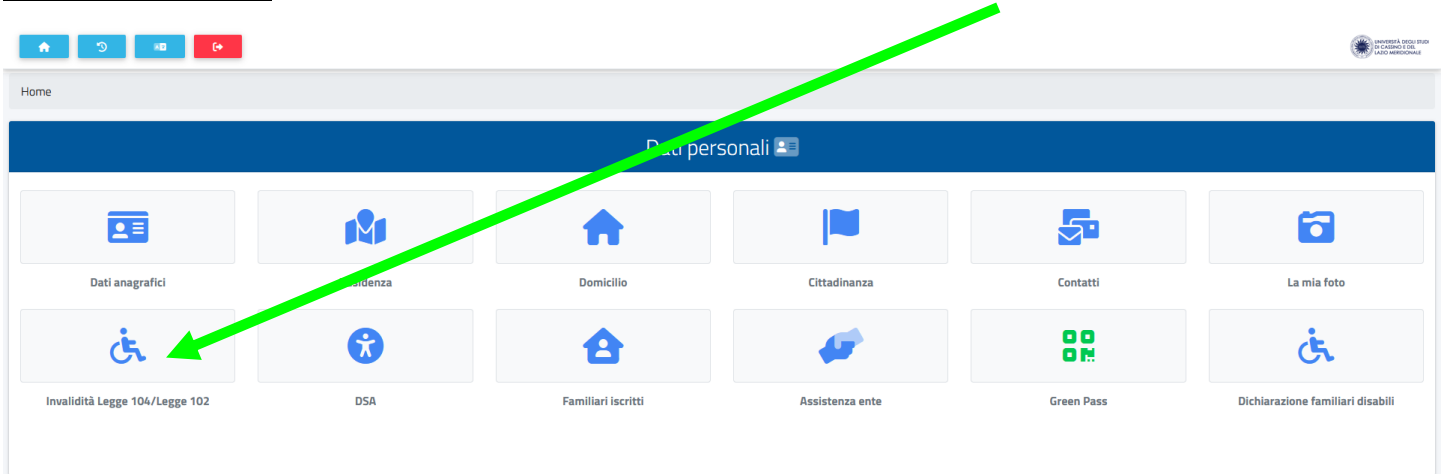 UNIVERSITÀ DEGLI STUDI
DI CASSINO E DEL
LAZIO MERIDIONALE
Home
Dati personali
Dati anagrafici
Residenza
Domicilio
Cittadinanza
Contatti
La mia foto
Invalidità Legge 104/Legge 102
DSA
Familiari iscritti
Assistenza ente
Green Pass
Dichiarazione familiari disabili